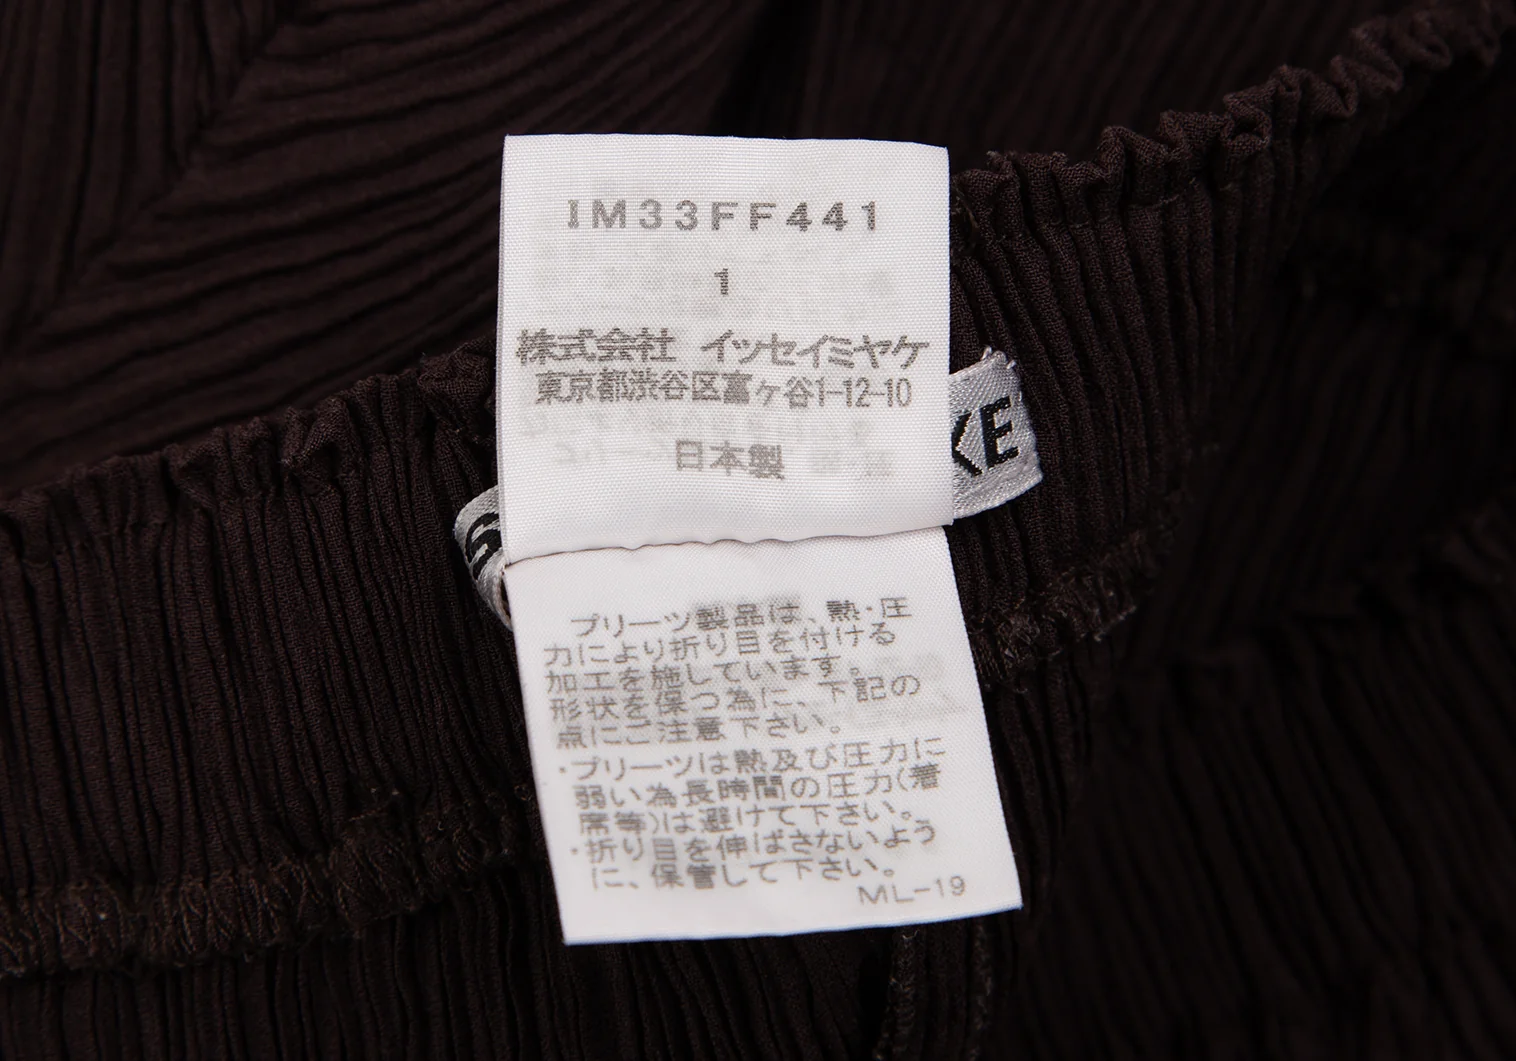 IM33FF441
1
株式会社 イッセイミヤケ
東京都渋谷区富ヶ谷1-12-10
日本製
KE
S
プリーツ製品は、熱・圧
力により折り目を付ける
加工を施しています。
形状を保つ為に、下記の
点にご注意下さい。
・プリーツは熱及び圧力に
弱い為長時間の圧力(着
席等)は避けて下さい。
・折り目を伸ばさないよう
に、保管して下さい。
ML-19